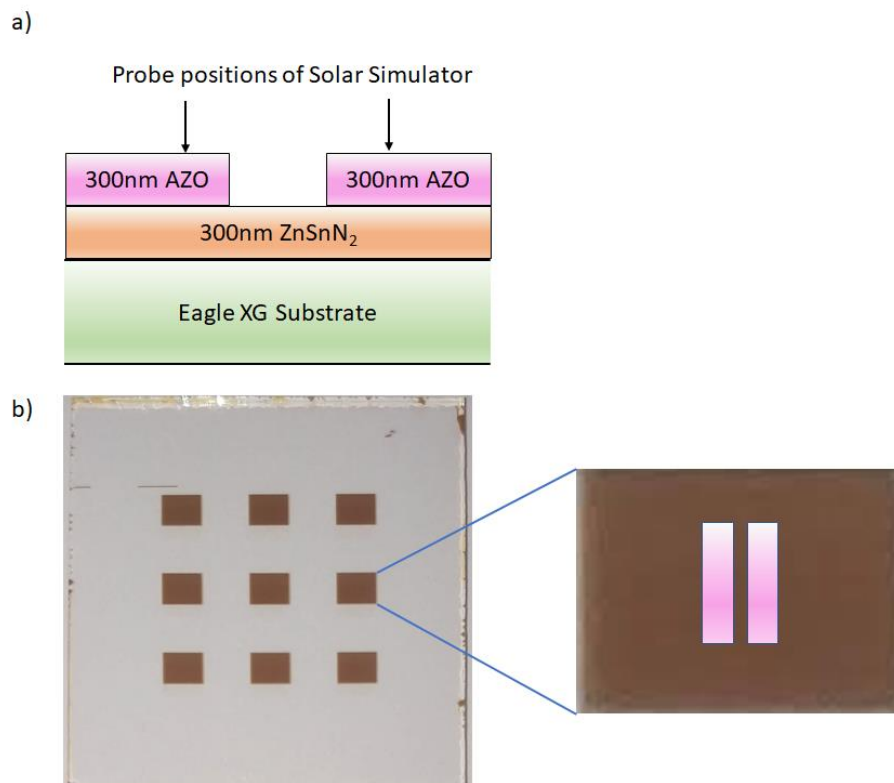 a)
Probe positions of Solar Simulator
300nm AZO
300nm AZO
300nm ZnSnN₂
Eagle XG Substrate
b)